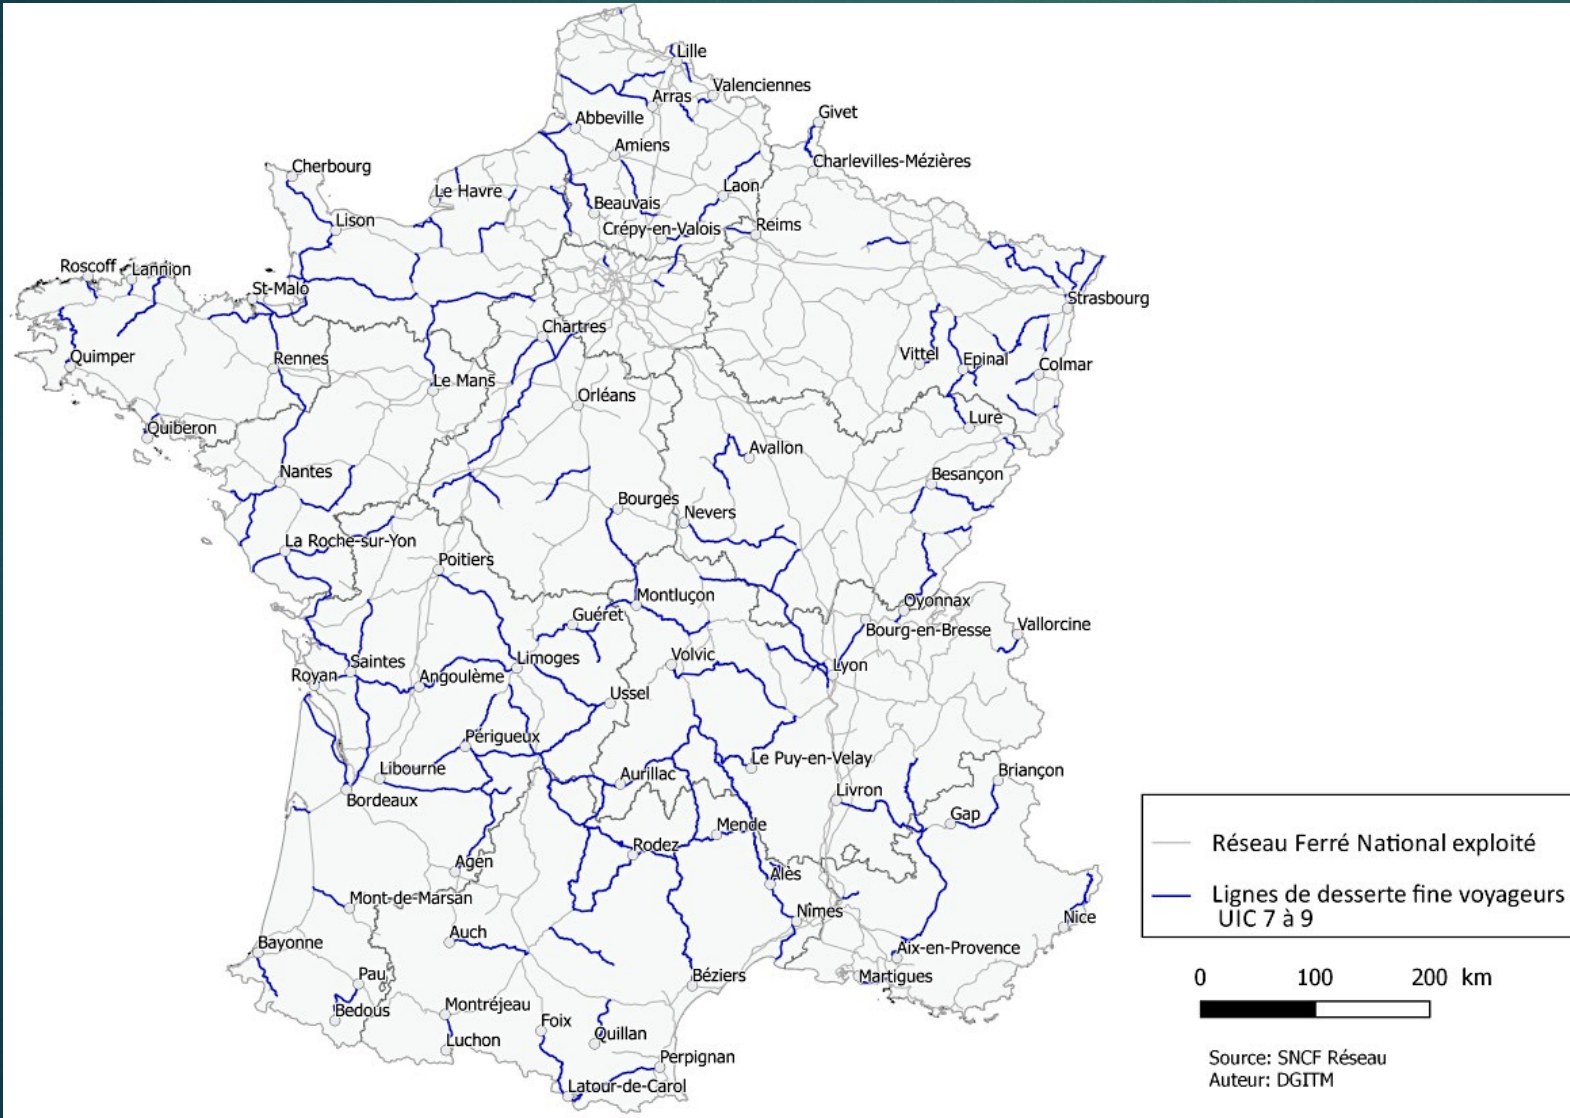 Lille
Valenciennes
Arras
Givet
Abbeville
Amiens
Charlevilles-Mézières
Cherbourg
Le Havre
Laon
Beauvais
Lison
Crépy-en-Valois
Reims
Roscoff
Lannion
St-Malo
Strasbourg
Chartres
Quimper
Rennes
Vittel
Epinal
Colmar
Le Mans
Orléans
Quiberon
Lure
Avallon
Nantes
Besançon
Bourges
Nevers
La Roche-sur-Yon
Poitiers
Montluçon
Oyonnax
Guéret
Vallorcine
Bourg-en-Bresse
Saintes
Limoges
Volvic
Lyon
Royan
Angoulême
Ussel
Périgueux
Le Puy-en-Velay
Libourne
Aurillac
Briançon
Bordeaux
Livron
Gap
Mende
Rodez
Agen
Alès
Mont-de-Marsan
Nîmes
Nice
Auch
Bayonne
Aix-en-Provence
Pau
Béziers
Martigues
Bedous
Montréjeau
Foix
Quillan
Luchon
Perpignan
Latour-de-Carol
Réseau Ferré National exploité
Lignes de desserte fine voyageurs
UIC 7 à 9
0 100 200 km
Source: SNCF Réseau
Auteur: DGITM